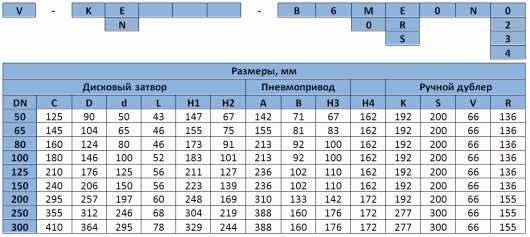 V - K E - B 6 M E 0 N 0
N 0 R 2
S 3
4
Размеры, мм
Дисковый затвор Пневмопривод Ручной дублер
DN C D d L H1 H2 A B H3 H4 K S V R
50 125 90 50 43 147 67 142 71 67 162 192 200 66 136
65 145 104 65 46 155 75 155 81 83 162 192 200 66 136
80 160 124 80 46 173 91 213 92 100 162 192 200 66 136
100 180 146 100 52 183 101 213 92 100 162 192 200 66 136
125 210 176 125 56 211 127 236 102 110 162 192 200 66 136
150 240 206 150 56 223 139 236 102 110 162 192 200 66 136
200 295 257 197 60 248 169 310 133 142 172 192 200 66 155
250 355 312 246 68 304 219 388 160 176 172 277 300 66 155
300 410 364 295 78 329 244 388 160 176 172 277 300 66 155